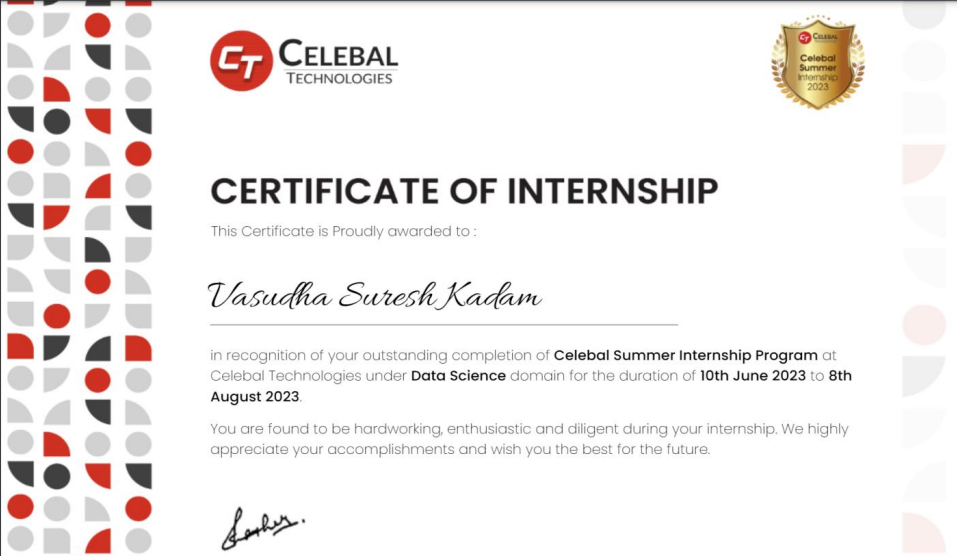 CT CELEBAL
TECHNOLOGIES
CT CELEBAL
Celebal
Summer
Internship
2023
CERTIFICATE OF INTERNSHIP
This Certificate is Proudly awarded to :
Vasudha Suresh Kadam
in recognition of your outstanding completion of Celebal Summer Internship Program at
Celebal Technologies under Data Science domain for the duration of 10th June 2023 to 8th
August 2023.
You are found to be hardworking, enthusiastic and diligent during your internship. We highly
appreciate your accomplishments and wish you the best for the future.